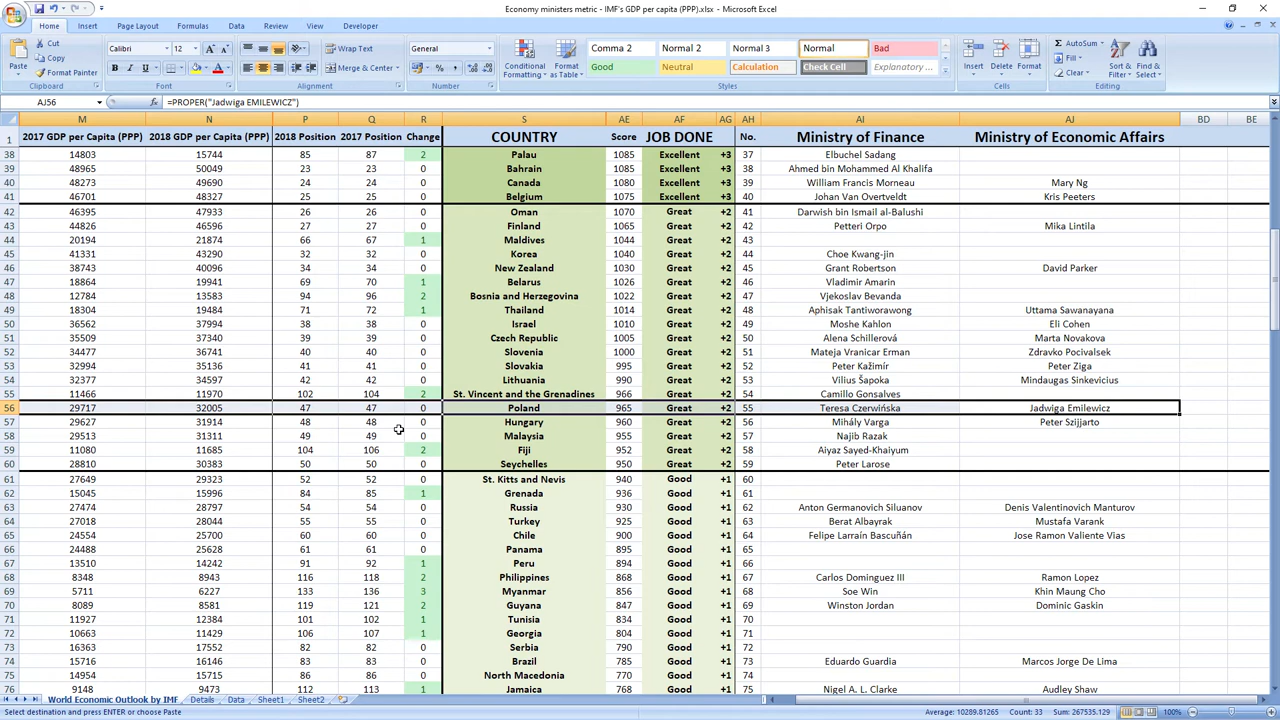 Economy ministers metric - IMF's GDP per capita (PPP).xlsx - Microsoft Excel
Home Insert Page Layout Formulas Data Review View Developer
Cut Calibri 12 Wrap Text General Comma 2 Normal 2 Normal 3 Normal Bad AutoSum
Paste Copy Conditional Formatting Format as Table Insert Delete Format Fill Sort & Filter Find & Select
Format Painter B I U Merge & Center Good Neutral Calculation Check Cell Explanatory ... Clear
Clipboard Font Alignment Number Styles Cells Editing
AJ56 =PROPER("Jadwiga EMILEWICZ")
M N P Q R S AE AF AG AH AI AJ BD BE
1 2017 GDP per Capita (PPP) 2018 GDP per Capita (PPP) 2018 Position 2017 Position Change COUNTRY Score JOB DONE No. Ministry of Finance Ministry of Economic Affairs
38 14803 15744 85 87 2 Palau 1085 Excellent +3 37 Elbuchel Sadang
39 48965 50049 23 23 0 Bahrain 1085 Excellent +3 38 Ahmed bin Mohammed Al Khalifa
40 48273 49690 24 24 0 Canada 1080 Excellent +3 39 William Francis Morneau Mary Ng
41 46701 48327 25 25 0 Belgium 1075 Excellent +3 40 Johan Van Overtveldt Kris Peeters
42 46395 47933 26 26 0 Oman 1070 Great +2 41 Darwish bin Ismail al-Balushi
43 44826 45998 27 27 0 Finland 1065 Great +2 42 Petteri Orpo Mika Lintila
44 20194 21874 66 67 1 Maldives 1044 Great +2 43
45 41331 43290 32 32 0 Korea 1040 Great +2 44 Choe Kwang-jin
46 38743 40096 34 34 0 New Zealand 1030 Great +2 45 Grant Robertson David Parker
47 18864 19941 69 70 1 Belarus 1026 Great +2 46 Vladimir Amarin
48 12784 13583 94 96 2 Bosnia and Herzegovina 1022 Great +2 47 Vjekoslav Bevanda
49 18304 19484 71 72 1 Thailand 1014 Great +2 48 Aphisak Tantiworawong Uttama Sawanayana
50 36562 37994 38 38 0 Israel 1010 Great +2 49 Moshe Kahlon Eli Cohen
51 35509 37340 39 39 0 Czech Republic 1005 Great +2 50 Alena Schillerová Marta Novakova
52 34477 36741 40 40 0 Slovenia 1000 Great +2 51 Mateja Vranicar Erman Zdravko Pocivalsek
53 32994 35136 41 41 0 Slovakia 995 Great +2 52 Peter Kažimír Peter Ziga
54 32377 34597 42 42 0 Lithuania 990 Great +2 53 Vilius Šapoka Mindaugas Sinkevicius
55 11466 11970 102 104 2 St. Vincent and the Grenadines 966 Great +2 54 Camillo Gonsalves
56 29717 32005 47 47 0 Poland 965 Great +2 55 Teresa Czerwińska Jadwiga Emilewicz
57 29627 31914 48 48 0 Hungary 960 Great +2 56 Mihály Varga Peter Szijjarto
58 29513 31311 49 49 0 Malaysia 955 Great +2 57 Najib Razak
59 11080 11685 104 106 2 Fiji 952 Great +2 58 Aiyaz Sayed-Khaiyum
60 28810 30383 50 50 0 Seychelles 950 Great +2 59 Peter Larose
61 27649 29323 52 52 0 St. Kitts and Nevis 940 Good +1 60
62 15045 15996 84 85 1 Grenada 936 Good +1 61
63 27474 28797 54 54 0 Russia 930 Good +1 62 Anton Germanovich Siluanov Denis Valentinovich Manturov
64 27018 28044 55 55 0 Turkey 925 Good +1 63 Berat Albayrak Mustafa Varank
65 24554 25700 60 60 0 Chile 900 Good +1 64 Felipe Larraín Bascuñán Jose Ramon Valiente Vias
66 24488 25628 61 61 0 Panama 895 Good +1 65
67 13510 14242 91 92 1 Peru 894 Good +1 66
68 8348 8943 116 118 2 Philippines 868 Good +1 67 Carlos Dominguez III Ramon Lopez
69 5711 6227 133 136 3 Myanmar 856 Good +1 68 Soe Win Khin Maung Cho
70 8089 8581 119 121 2 Guyana 847 Good +1 69 Winston Jordan Dominic Gaskin
71 11927 12384 101 102 1 Tunisia 834 Good +1 70
72 10663 11429 106 107 1 Georgia 804 Good +1 71
73 16363 17552 82 82 0 Serbia 790 Good +1 72
74 15716 16146 83 83 0 Brazil 785 Good +1 73 Eduardo Guardia Marcos Jorge De Lima
75 14954 15715 86 86 0 North Macedonia 770 Good +1 74
76 9148 9473 112 113 1 Jamaica 768 Good +1 75 Nigel A. L. Clarke Audley Shaw
World Economic Outlook by IMF Details Data Sheet1 Sheet2
Select destination and press ENTER or choose Paste Average: 10289.81265 Count: 33 Sum: 267535.129 100%